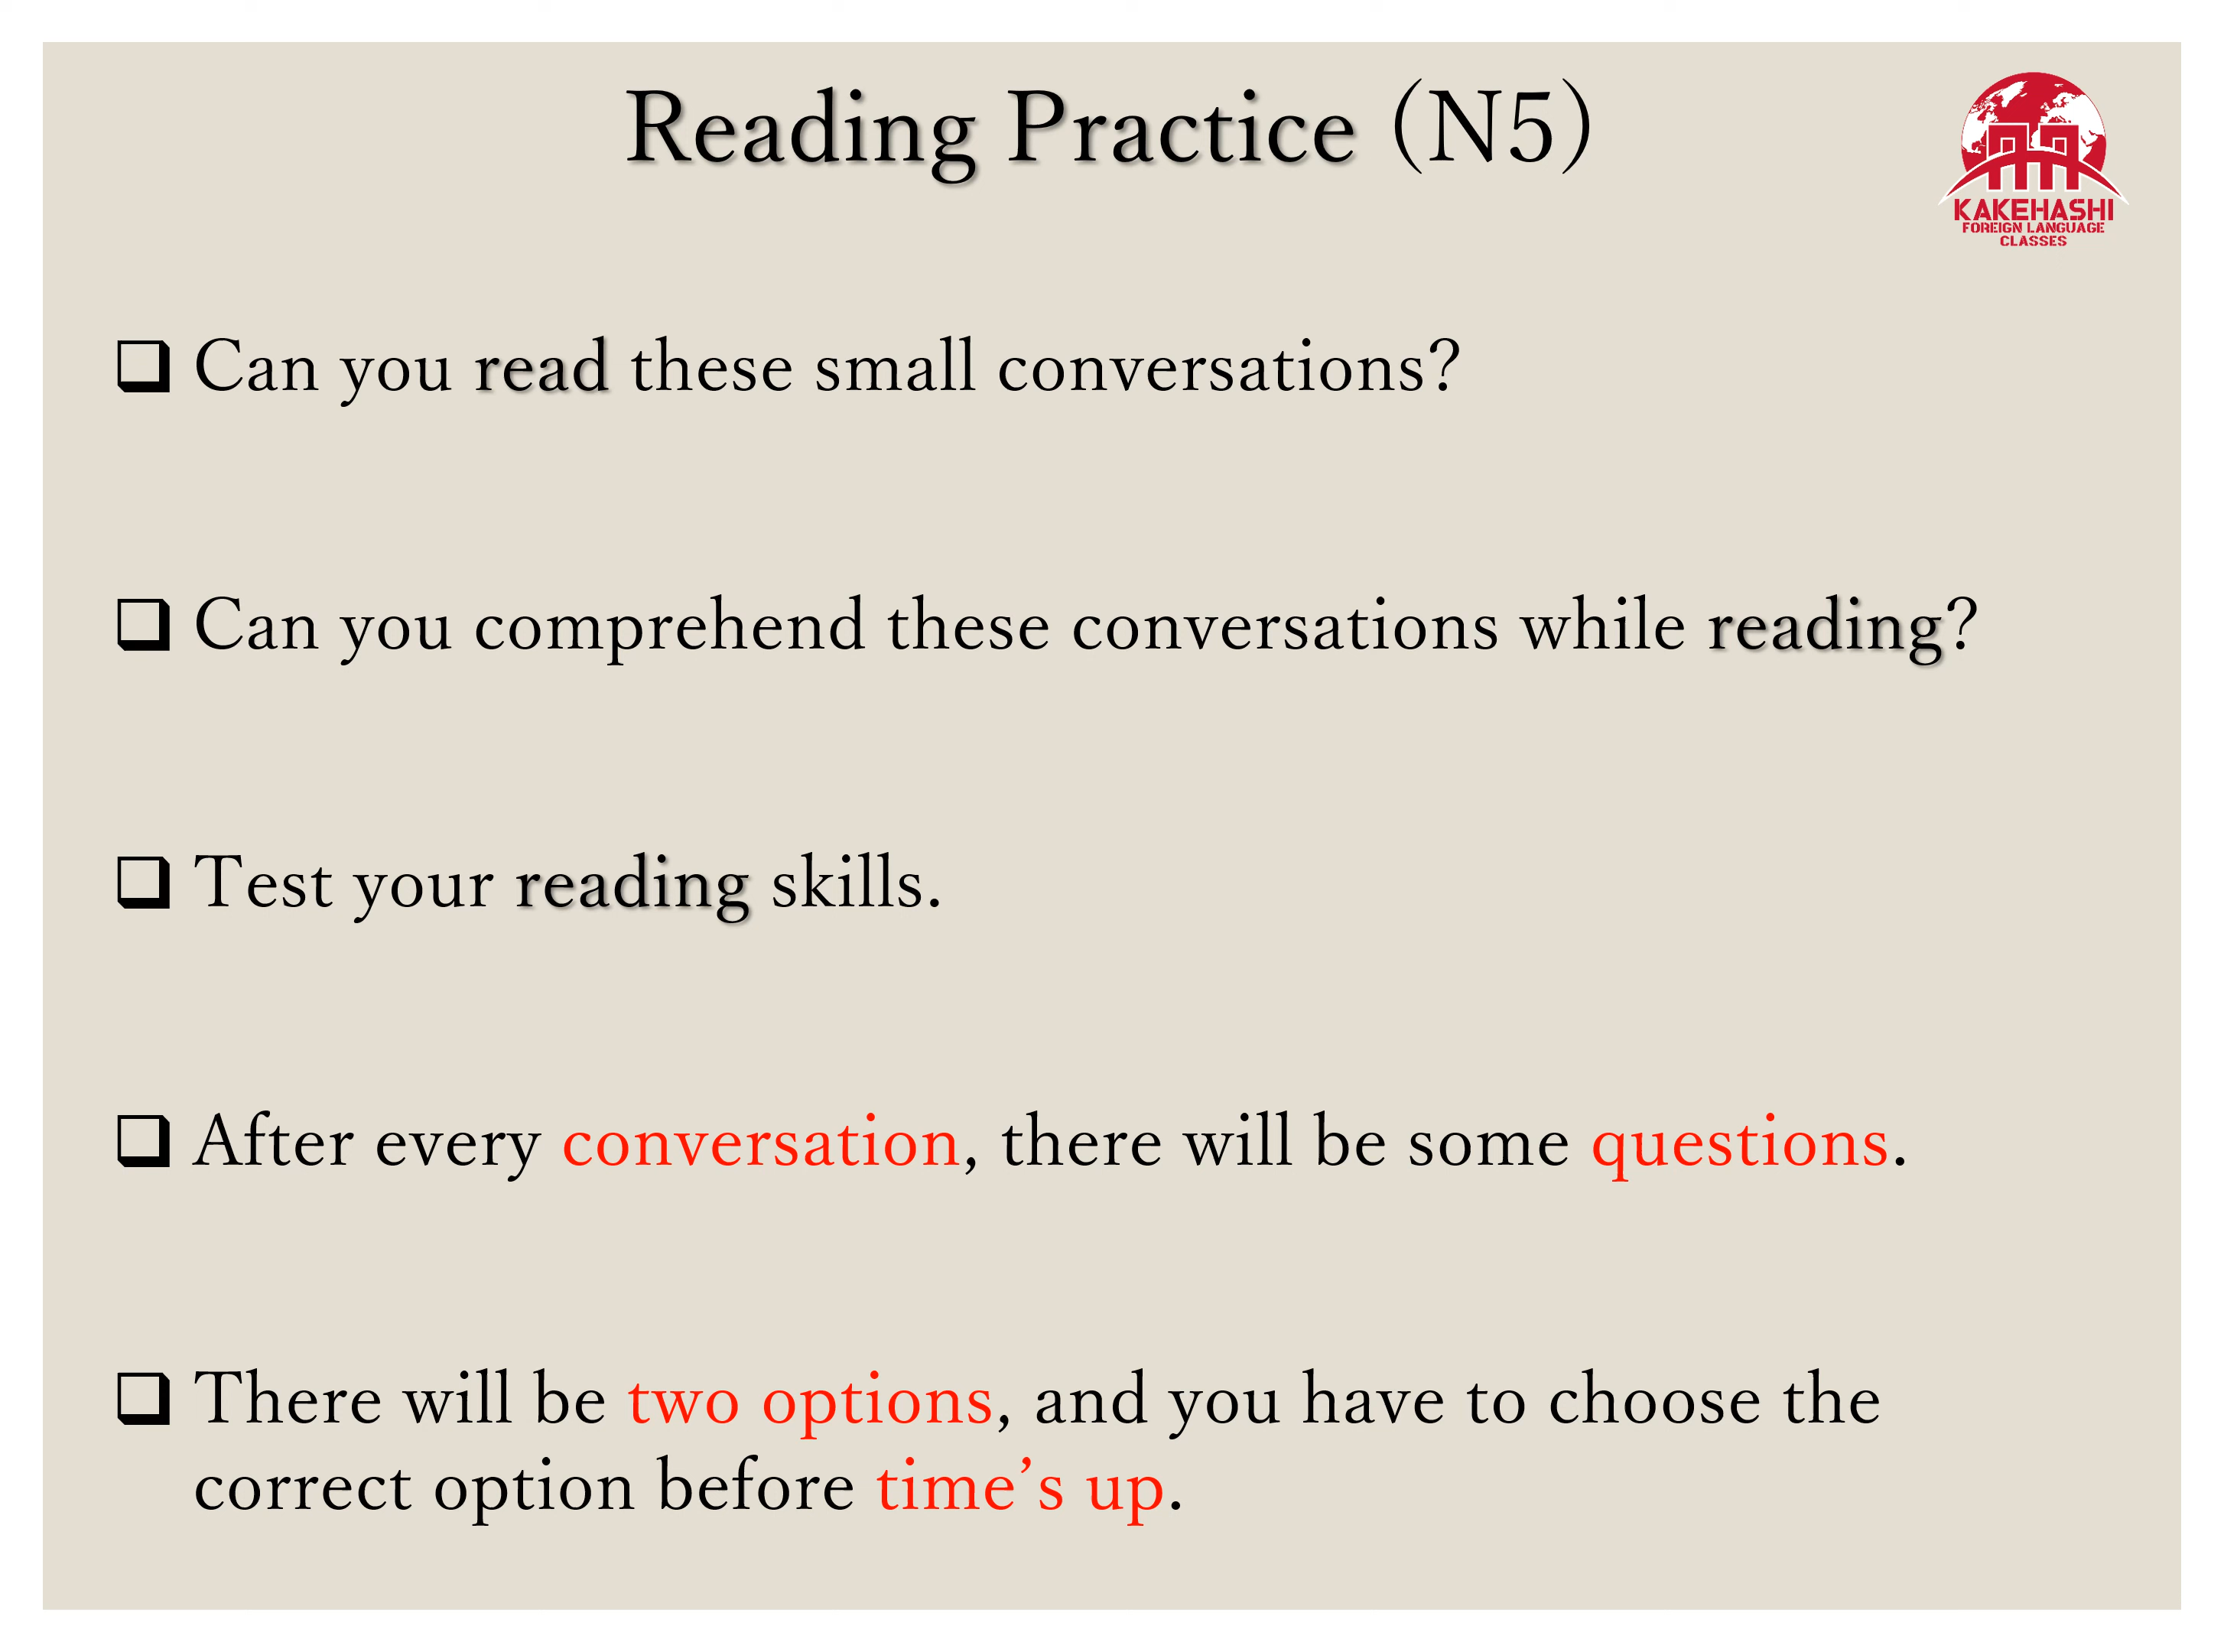 Reading Practice (N5)
KAKEHASHI
FOREIGN LANGUAGE
CLASSES
Can you read these small conversations?
Can you comprehend these conversations while reading?
Test your reading skills.
After every conversation, there will be some questions.
There will be two options, and you have to choose the
correct option before time’s up.